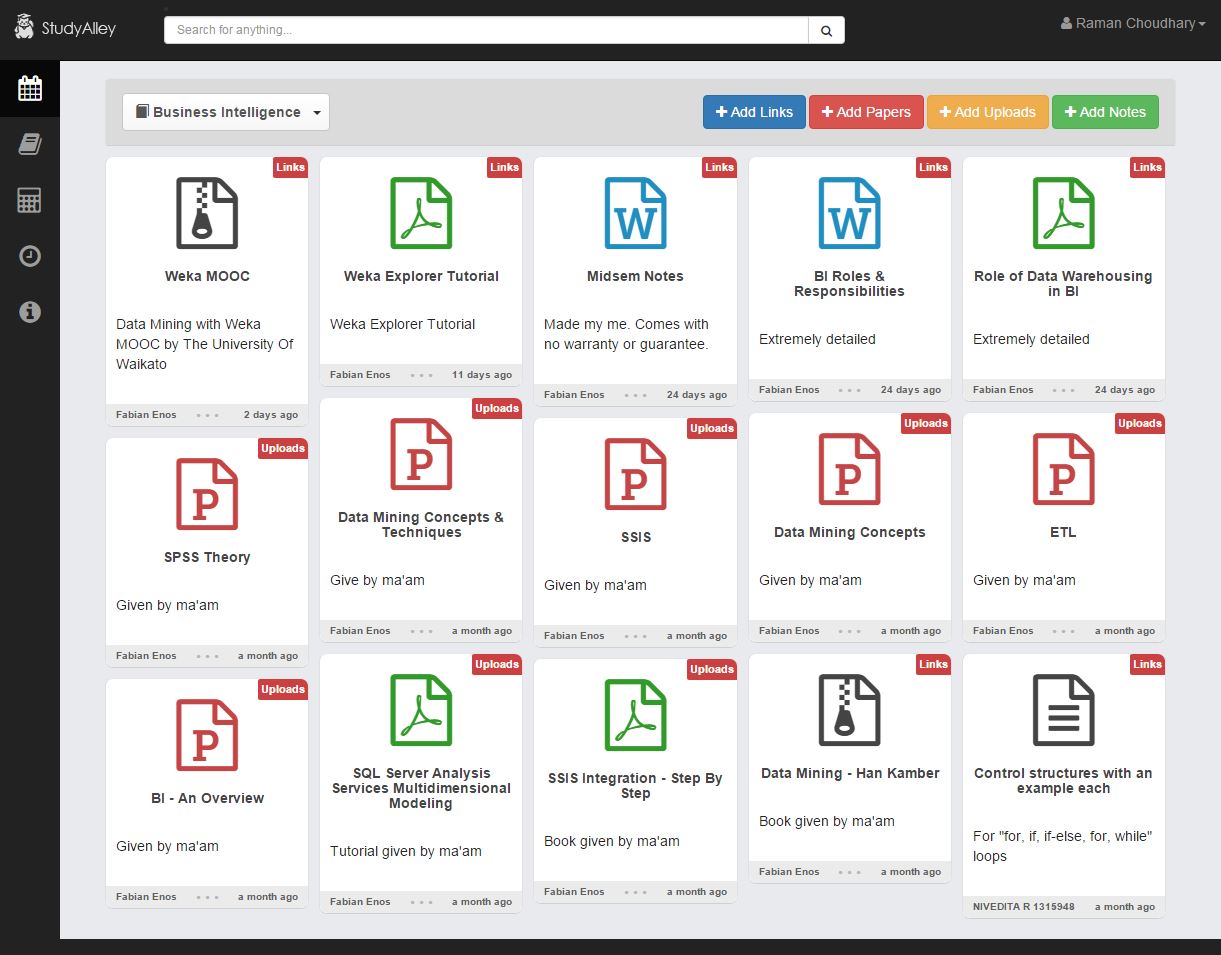 StudyAlley
Search for anything...
Raman Choudhary
Business Intelligence
Add Links
Add Papers
Add Uploads
Add Notes
Links
Weka MOOC
Data Mining with Weka
MOOC by The University Of
Waikato
Fabian Enos
2 days ago
Links
Weka Explorer Tutorial
Weka Explorer Tutorial
Fabian Enos
11 days ago
Links
W
Midsem Notes
Made my me. Comes with
no warranty or guarantee.
Fabian Enos
24 days ago
Links
W
BI Roles &
Responsibilities
Extremely detailed
Fabian Enos
24 days ago
Links
Role of Data Warehousing
in BI
Extremely detailed
Fabian Enos
24 days ago
Uploads
P
SPSS Theory
Given by ma'am
Fabian Enos
a month ago
Uploads
P
Data Mining Concepts &
Techniques
Give by ma'am
Fabian Enos
a month ago
Uploads
P
SSIS
Given by ma'am
Fabian Enos
a month ago
Uploads
P
Data Mining Concepts
Given by ma'am
Fabian Enos
a month ago
Uploads
P
ETL
Given by ma'am
Fabian Enos
a month ago
Uploads
P
BI - An Overview
Given by ma'am
Fabian Enos
a month ago
Uploads
SQL Server Analysis
Services Multidimensional
Modeling
Tutorial given by ma'am
Fabian Enos
a month ago
Uploads
SSIS Integration - Step By
Step
Book given by ma'am
Fabian Enos
a month ago
Links
Data Mining - Han Kamber
Book given by ma'am
Fabian Enos
a month ago
Links
Control structures with an
example each
For "for, if, if-else, for, while"
loops
NIVEDITA R 1315948
a month ago